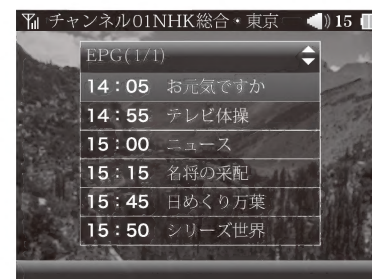 チャンネル01NHK総合・東京 15
EPG(1/1)
14：05 お元気ですか
14：55 テレビ体操
15：00 ニュース
15：15 名将の采配
15：45 日めくり万葉
15：50 シリーズ世界